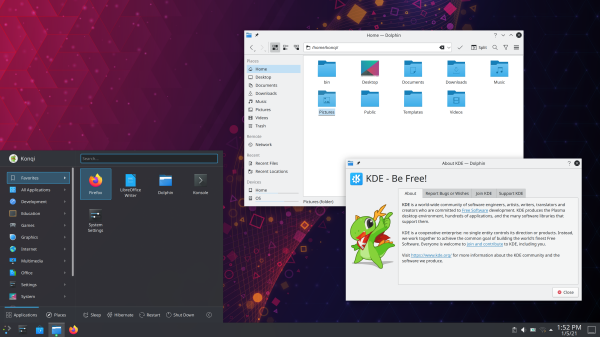 Home — Dolphin
/home/konqi
Split
Places
Home
Desktop
Documents
Downloads
Music
Pictures
Videos
Trash
Remote
Network
Recent
Recent Files
Recent Locations
Devices
Home
OS
bin
Desktop
Documents
Downloads
Music
Pictures
Public
Templates
Videos
Pictures (folder)
About KDE — Dolphin
KDE - Be Free!
About
Report Bugs or Wishes
Join KDE
Support KDE
KDE is a world-wide community of software engineers, artists, writers, translators and
creators who are committed to Free Software development. KDE produces the Plasma
desktop environment, hundreds of applications, and the many software libraries that
support them.
KDE is a cooperative enterprise: no single entity controls its direction or products. Instead,
we work together to achieve the common goal of building the world's finest Free
Software. Everyone is welcome to join and contribute to KDE, including you.
Visit https://www.kde.org/ for more information about the KDE community and the
software we produce.
Close
Konqi
Search...
Favorites
All Applications
Development
Education
Games
Graphics
Internet
Multimedia
Office
Settings
System
Firefox
LibreOffice
Writer
Dolphin
Konsole
System
Settings
Applications
Places
Sleep
Hibernate
Restart
Shut Down
1:52 PM
1/5/21